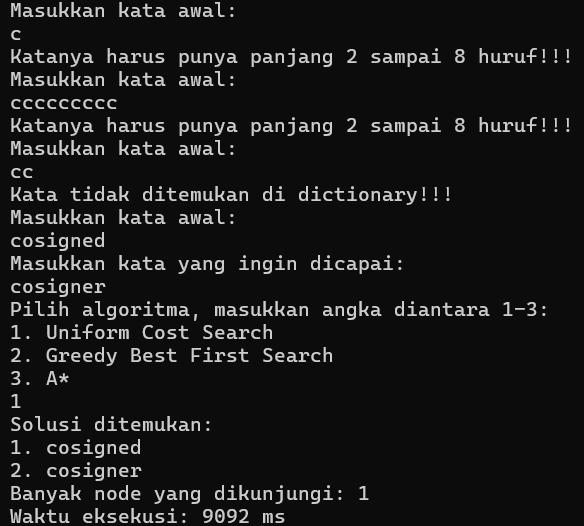 Masukkan kata awal:
c
Katanya harus punya panjang 2 sampai 8 huruf!!!
Masukkan kata awal:
ccccccccc
Katanya harus punya panjang 2 sampai 8 huruf!!!
Masukkan kata awal:
cc
Kata tidak ditemukan di dictionary!!!
Masukkan kata awal:
cosigned
Masukkan kata yang ingin dicapai:
cosigner
Pilih algoritma, masukkan angka diantara 1-3:
1. Uniform Cost Search
2. Greedy Best First Search
3. A*
1
Solusi ditemukan:
1. cosigned
2. cosigner
Banyak node yang dikunjungi: 1
Waktu eksekusi: 9092 ms